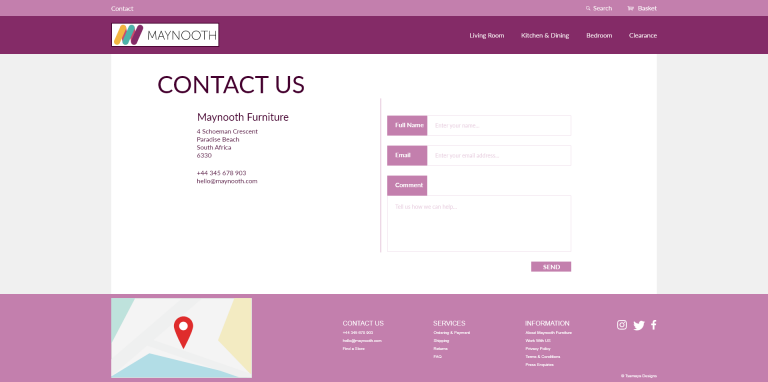 Contact
Search
Basket
MAYNOOTH
Living Room
Kitchen & Dining
Bedroom
Clearance
CONTACT US
Maynooth Furniture
4 Schoeman Crescent
Paradise Beach
South Africa
6330
+44 345 678 903
hello@maynooth.com
Full Name
Enter your name...
Email
Enter your email address...
Comment
Tell us how we can help...
SEND
CONTACT US
+44 345 678 903
hello@maynooth.com
Find a Store
SERVICES
Ordering & Payment
Shipping
Returns
FAQ
INFORMATION
About Maynooth Furniture
Work With US
Privacy Policy
Terms & Conditions
Press Enquiries